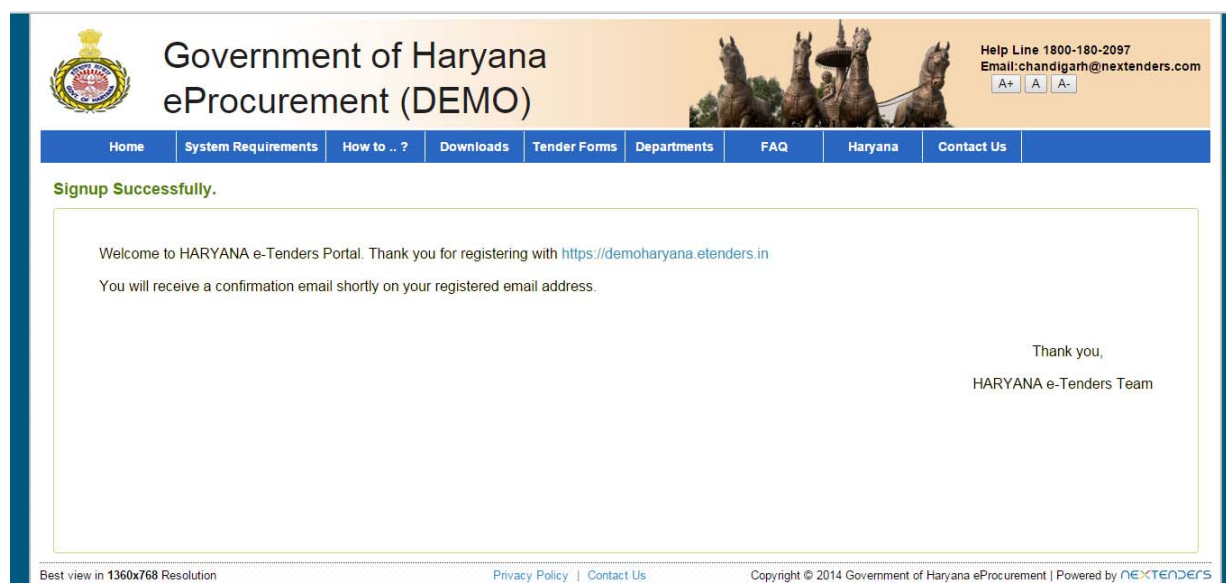 Government of Haryana
eProcurement (DEMO)
Help Line 1800-180-2097
Email:chandigarh@nextenders.com
A+ A A-
Home System Requirements How to .. ? Downloads Tender Forms Departments FAQ Haryana Contact Us
Signup Successfully.
Welcome to HARYANA e-Tenders Portal. Thank you for registering with https://demoharyana.etenders.in
You will receive a confirmation email shortly on your registered email address.
Thank you,
HARYANA e-Tenders Team
Best view in 1360x768 Resolution Privacy Policy | Contact Us Copyright © 2014 Government of Haryana eProcurement | Powered by NEXTENDERS